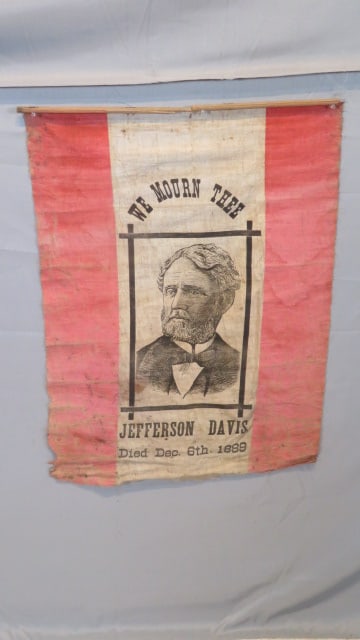 WE MOURN THEE
JEFFERSON DAVIS
Died Dec. 6th. 1889